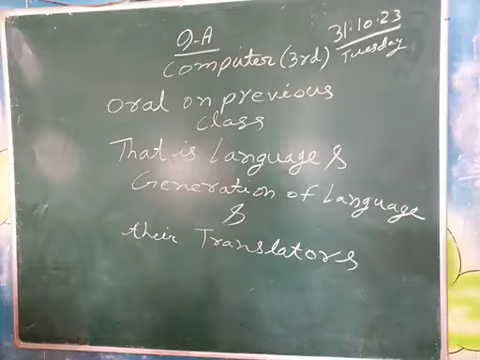 9-A
31.10.23
Computer (3rd) Tuesday
Oral on previous
class
That is Language &
Generation of Language
&
their Translators